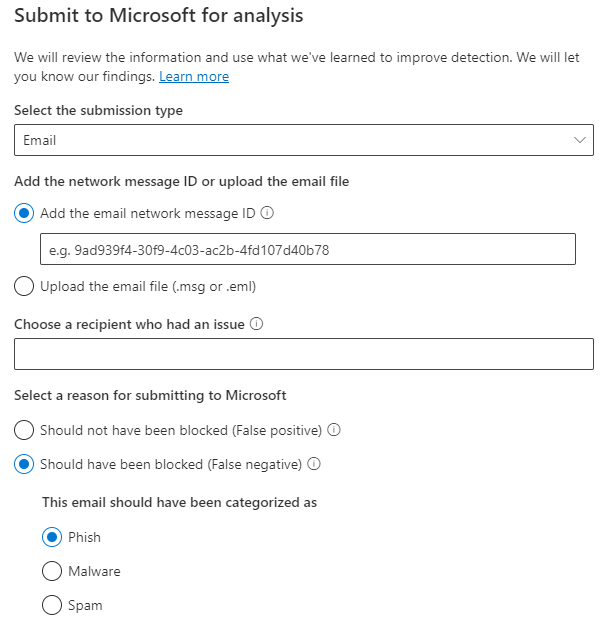 Submit to Microsoft for analysis
We will review the information and use what we've learned to improve detection. We will let
you know our findings. Learn more
Select the submission type
Email
Add the network message ID or upload the email file
Add the email network message ID
e.g. 9ad939f4-30f9-4c03-ac2b-4fd107d40b78
Upload the email file (.msg or .eml)
Choose a recipient who had an issue
Select a reason for submitting to Microsoft
Should not have been blocked (False positive)
Should have been blocked (False negative)
This email should have been categorized as
Phish
Malware
Spam